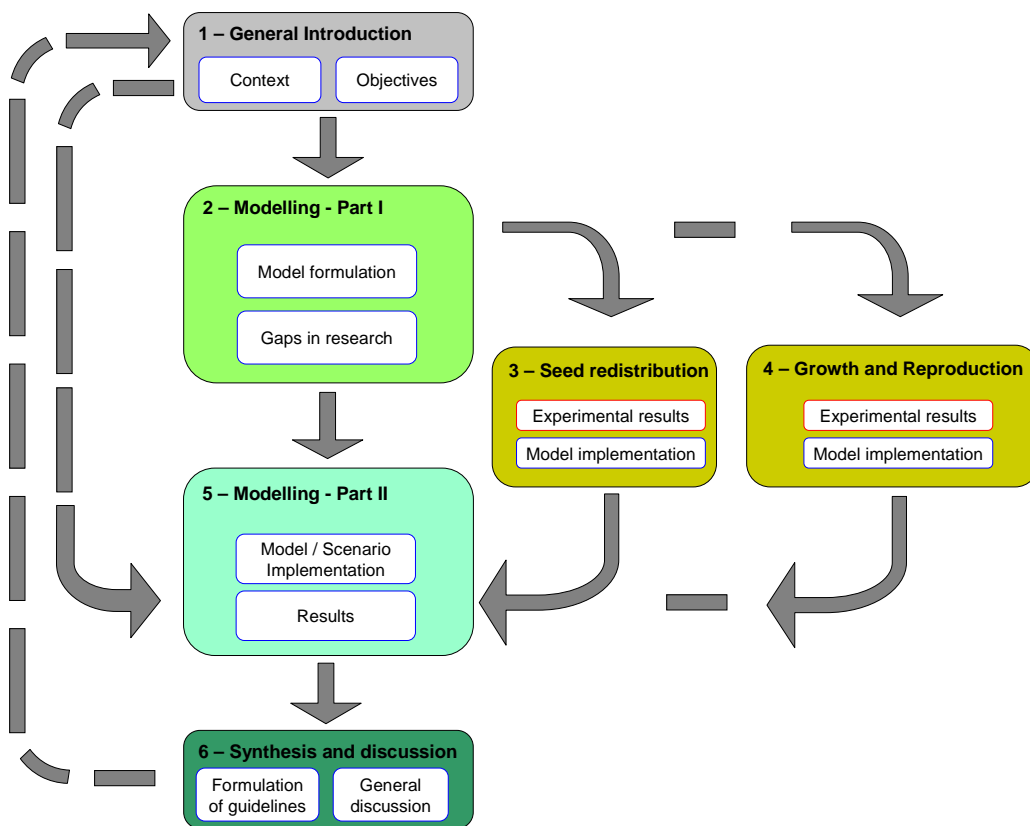 1 – General Introduction
Context
Objectives
2 – Modelling - Part I
Model formulation
Gaps in research
3 – Seed redistribution
Experimental results
Model implementation
4 – Growth and Reproduction
Experimental results
Model implementation
5 – Modelling - Part II
Model / Scenario
Implementation
Results
6 – Synthesis and discussion
Formulation
of guidelines
General
discussion